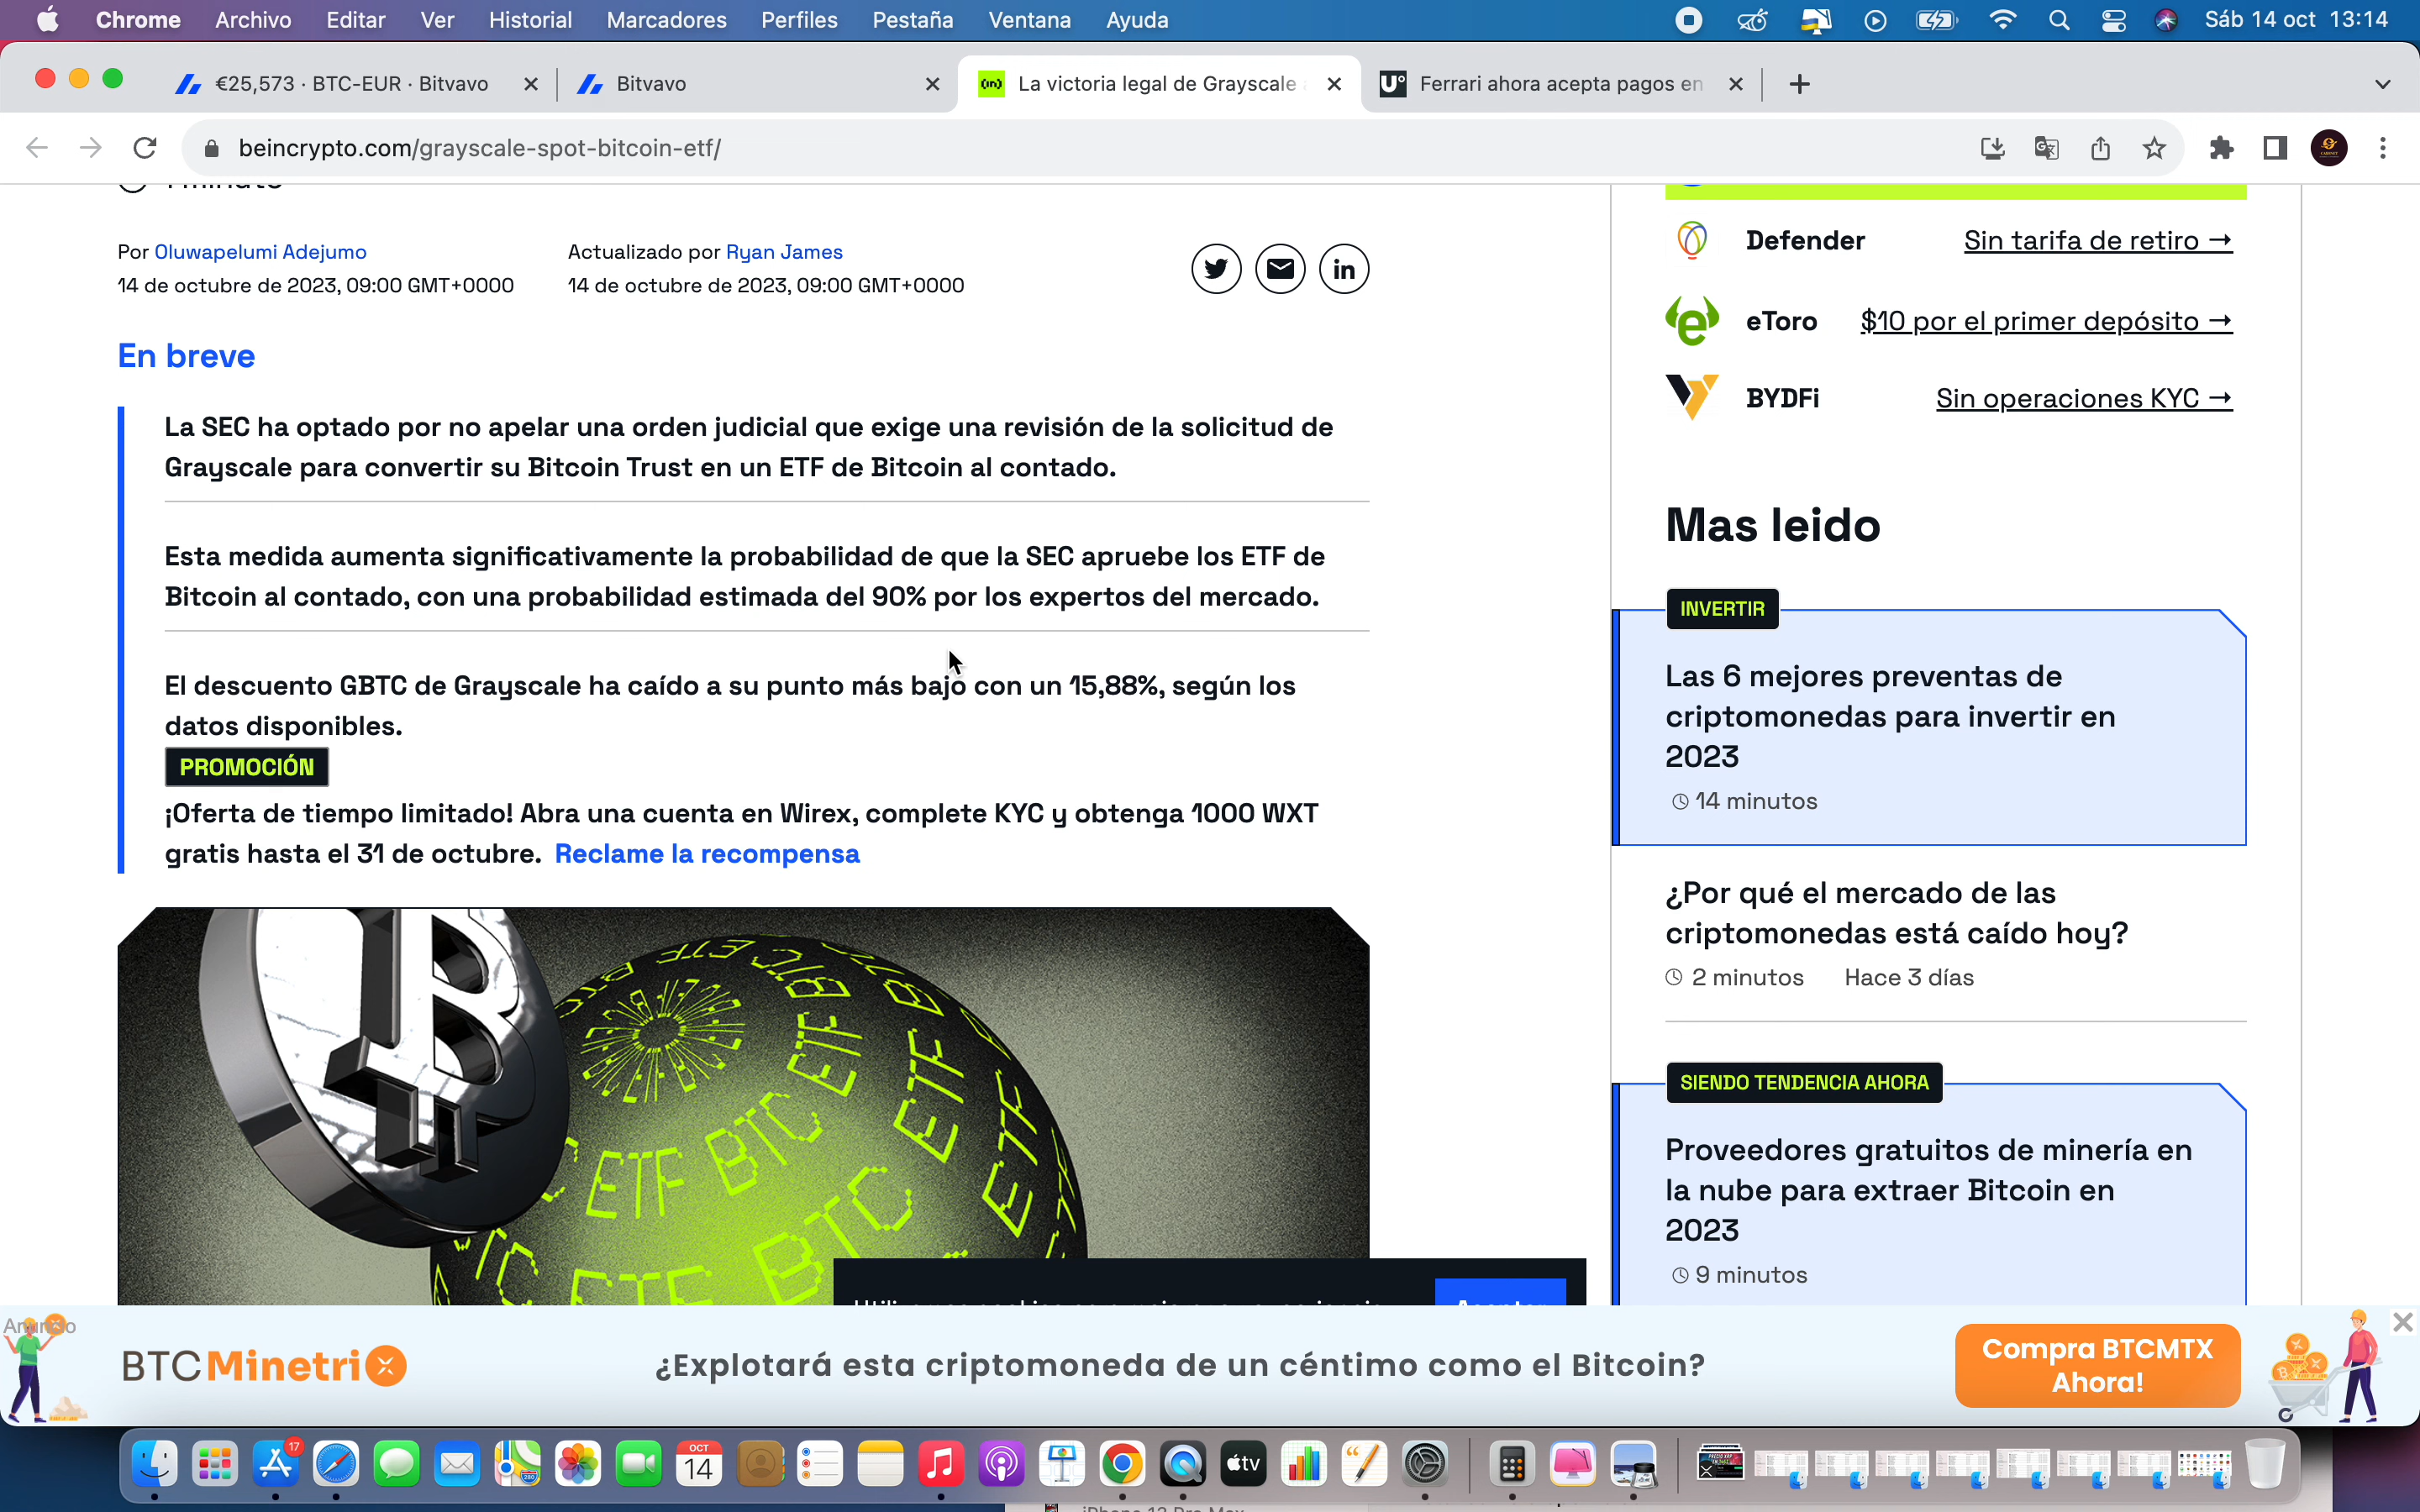 Chrome Archivo Editar Ver Historial Marcadores Perfiles Pestaña Ventana Ayuda
Sáb 14 oct 13:14
€25,573 · BTC-EUR · Bitvavo
Bitvavo
La victoria legal de Grayscale
Ferrari ahora acepta pagos en
beincrypto.com/grayscale-spot-bitcoin-etf/
1 minuto
Por Oluwapelumi Adejumo
14 de octubre de 2023, 09:00 GMT+0000
Actualizado por Ryan James
14 de octubre de 2023, 09:00 GMT+0000
En breve
La SEC ha optado por no apelar una orden judicial que exige una revisión de la solicitud de
Grayscale para convertir su Bitcoin Trust en un ETF de Bitcoin al contado.
Esta medida aumenta significativamente la probabilidad de que la SEC apruebe los ETF de
Bitcoin al contado, con una probabilidad estimada del 90% por los expertos del mercado.
El descuento GBTC de Grayscale ha caído a su punto más bajo con un 15,88%, según los
datos disponibles.
PROMOCIÓN
¡Oferta de tiempo limitado! Abra una cuenta en Wirex, complete KYC y obtenga 1000 WXT
gratis hasta el 31 de octubre. Reclame la recompensa
ETF BTC
ETF BTC
Defender Sin tarifa de retiro →
eToro $10 por el primer depósito →
BYDFi Sin operaciones KYC →
Mas leido
INVERTIR
Las 6 mejores preventas de
criptomonedas para invertir en
2023
14 minutos
¿Por qué el mercado de las
criptomonedas está caído hoy?
2 minutos Hace 3 días
SIENDO TENDENCIA AHORA
Proveedores gratuitos de minería en
la nube para extraer Bitcoin en
2023
9 minutos
Aceptar
Anuncio
BTCMinetrix
¿Explotará esta criptomoneda de un céntimo como el Bitcoin?
Compra BTCMTX
Ahora!
17
OCT
14
tv